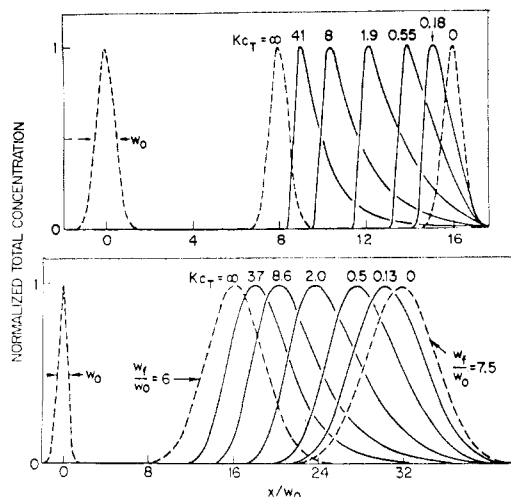 NORMALIZED TOTAL CONCENTRATION
1
0
Kc_T = ∞ 41 8 1.9 0.55 0.18 0
w_0
0 4 8 12 16
1
0
Kc_T = ∞ 37 8.6 2.0 0.5 0.13 0
w_0
w_f/w_0 = 6
w_f/w_0 = 7.5
0 8 16 24 32
x/w_0